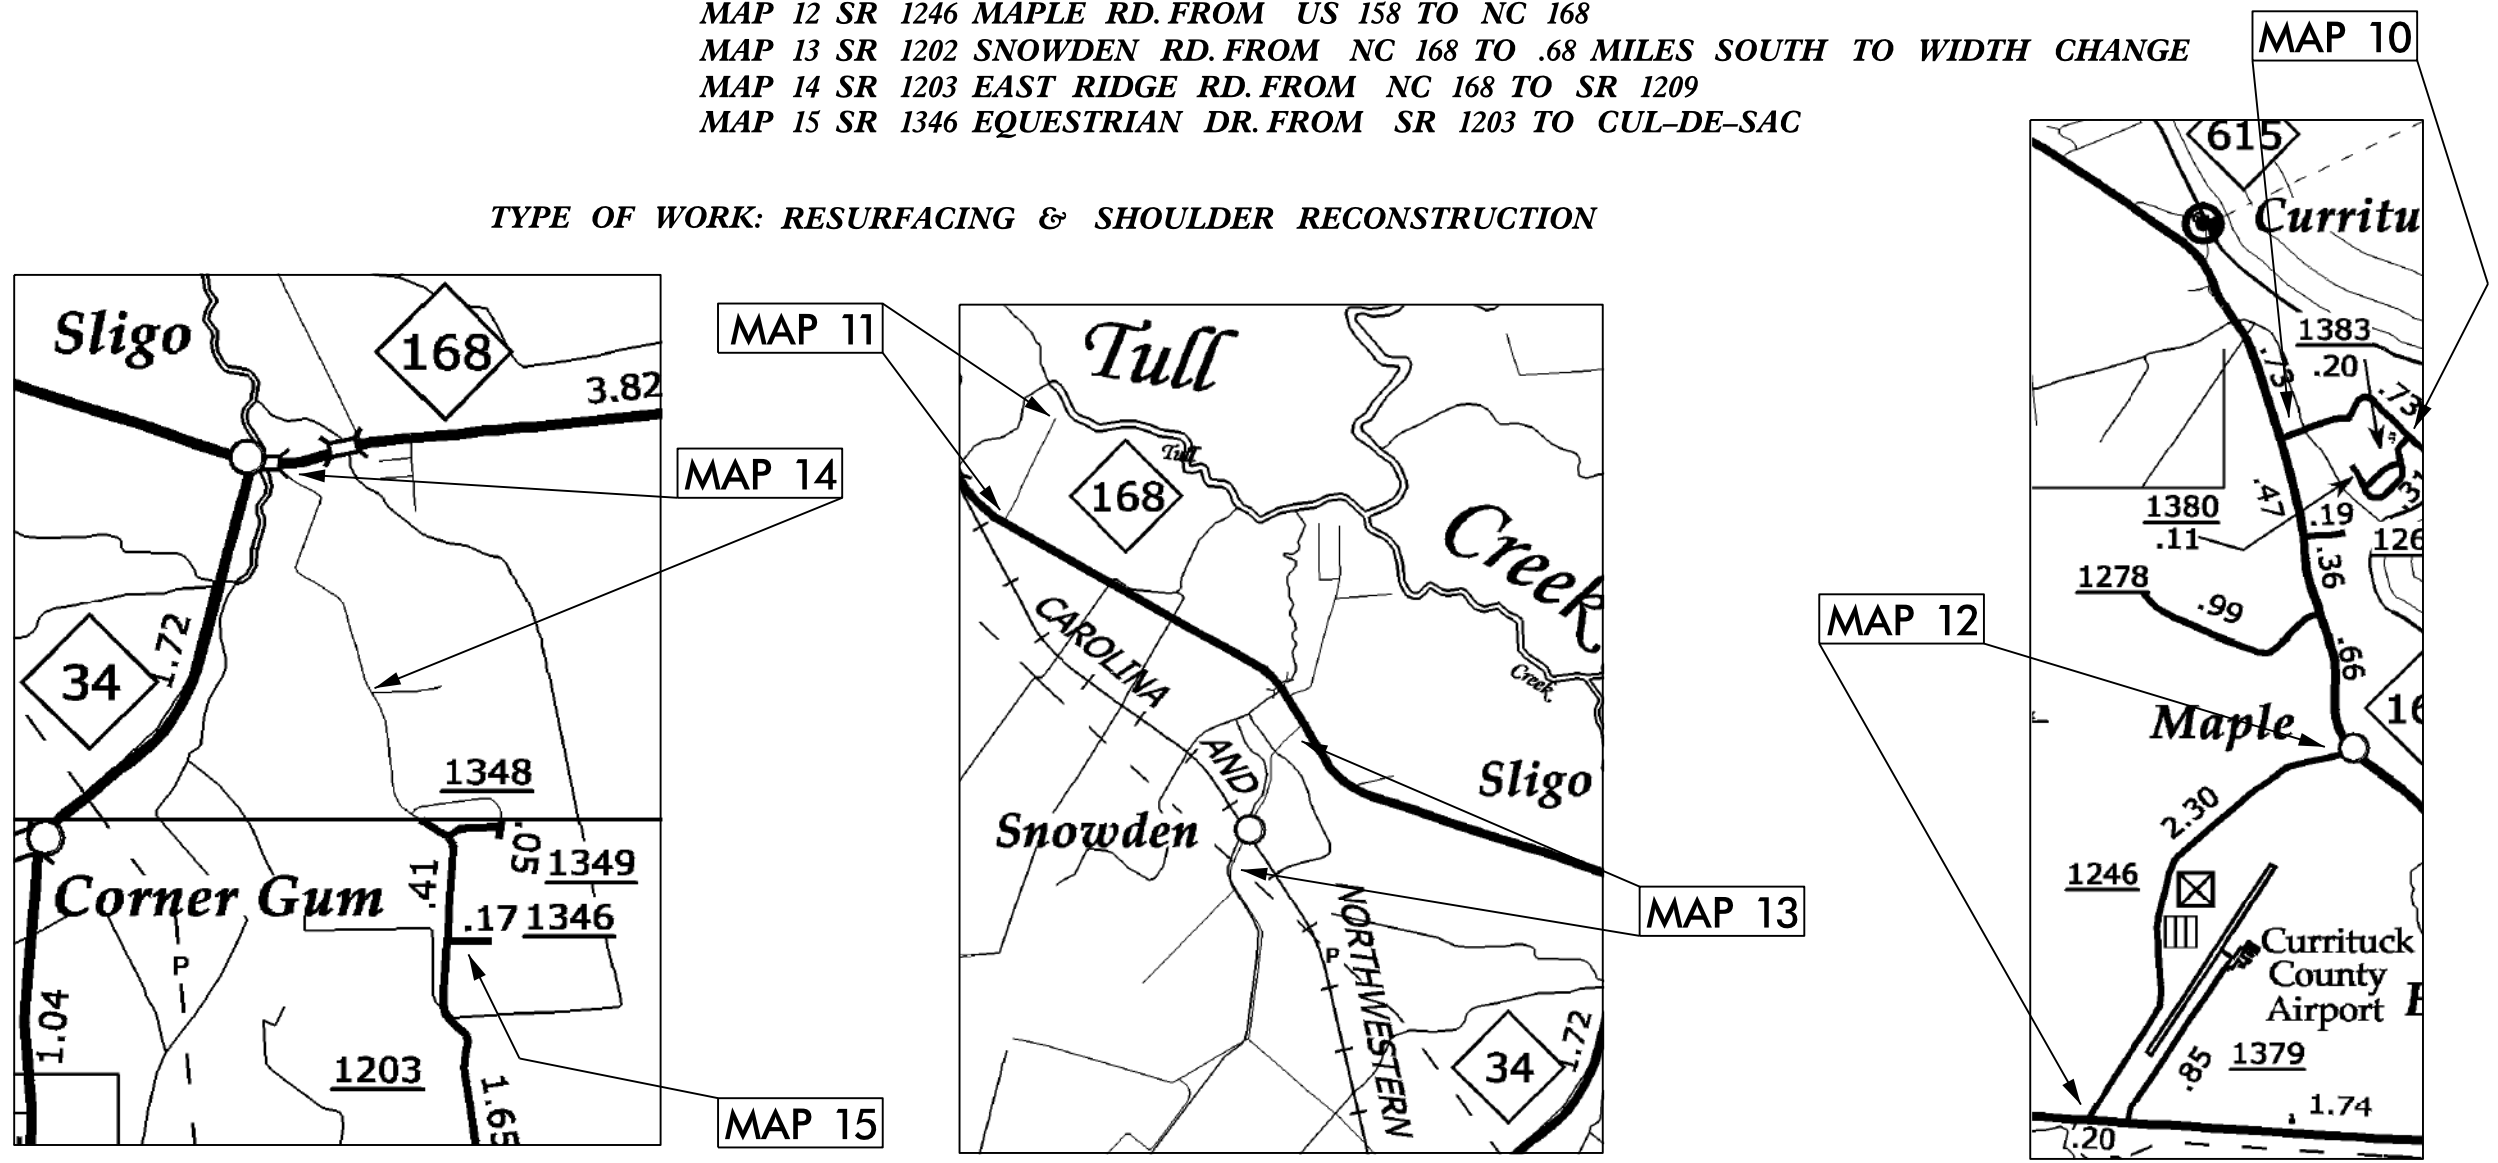 MAP 12 SR 1246 MAPLE RD. FROM US 158 TO NC 168
MAP 13 SR 1202 SNOWDEN RD. FROM NC 168 TO .68 MILES SOUTH TO WIDTH CHANGE
MAP 14 SR 1203 EAST RIDGE RD. FROM NC 168 TO SR 1209
MAP 15 SR 1346 EQUESTRIAN DR. FROM SR 1203 TO CUL-DE-SAC
TYPE OF WORK: RESURFACING & SHOULDER RECONSTRUCTION
Sligo
168
3.82
MAP 14
34
1.72
1348
.05
1349
.41
Corner Gum
.17 1346
P
1.04
1203
1.65
MAP 15
MAP 11
Tull
Tull
168
Creek
CAROLINA
Creek
AND
Sligo
Snowden
MAP 13
NORTHWESTERN
P
34
1.72
MAP 10
615
Curritu
1383
.20
.73
.73
.47
1380
.11
.19
126
.36
1278
.99
.66
MAP 12
16
Maple
2.30
1246
Currituck
County
Airport
1379
.85
1.74
.20